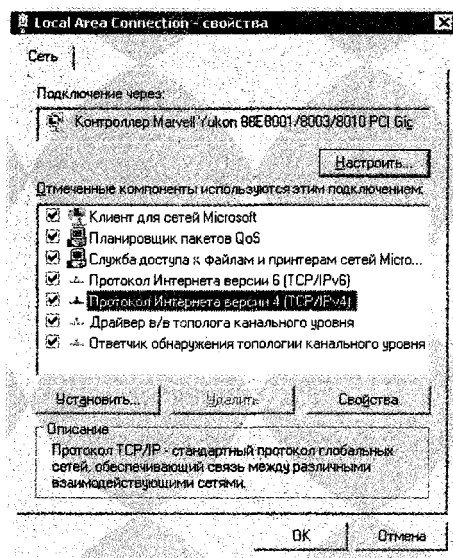 Local Area Connection - свойства
Сеть
Подключение через:
Контроллер Marvell Yukon 88E8001/8003/8010 PCI Gig
Настроить...
Отмеченные компоненты используются этим подключением:
Клиент для сетей Microsoft
Планировщик пакетов QoS
Служба доступа к файлам и принтерам сетей Micro...
Протокол Интернета версии 6 (TCP/IPv6)
Протокол Интернета версии 4 (TCP/IPv4)
Драйвер в/в тополога канального уровня
Ответчик обнаружения топологии канального уровня
Установить...
Удалить
Свойства
Описание
Протокол TCP/IP - стандартный протокол глобальных
сетей, обеспечивающий связь между различными
взаимодействующими сетями.
OK
Отмена